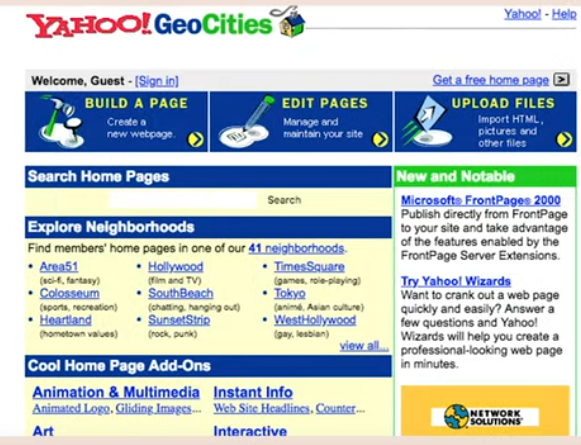 YAHOO! GeoCities
Yahoo! - Help
Welcome, Guest - [Sign in]
Get a free home page
BUILD A PAGE
Create a
new webpage.
EDIT PAGES
Manage and
maintain your site
UPLOAD FILES
Import HTML,
pictures and
other files
Search Home Pages
Search
Explore Neighborhoods
Find members' home pages in one of our 41 neighborhoods.
• Area51
(sci-fi, fantasy)
• Colosseum
(sports, recreation)
• Heartland
(hometown values)
• Hollywood
(film and TV)
• SouthBeach
(chatting, hanging out)
• SunsetStrip
(rock, punk)
• TimesSquare
(games, role-playing)
• Tokyo
(animé, Asian culture)
• WestHollywood
(gay, lesbian)
view all...
Cool Home Page Add-Ons
Animation & Multimedia
Animated Logo, Gliding Images...
Instant Info
Web Site Headlines, Counter...
Art
Interactive
New and Notable
Microsoft® FrontPage® 2000
Publish directly from FrontPage
to your site and take advantage
of the features enabled by the
FrontPage Server Extensions.
Try Yahoo! Wizards
Want to crank out a web page
quickly and easily? Answer a
few questions and Yahoo!
Wizards will help you create a
professional-looking web page
in minutes.
NETWORK
SOLUTIONS